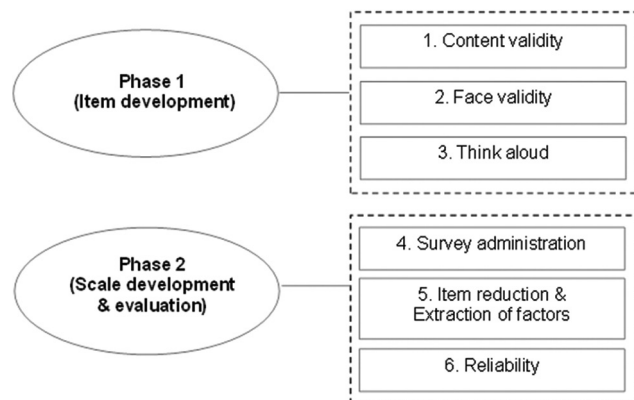 Phase 1
(Item development)
1. Content validity
2. Face validity
3. Think aloud
Phase 2
(Scale development
& evaluation)
4. Survey administration
5. Item reduction &
Extraction of factors
6. Reliability